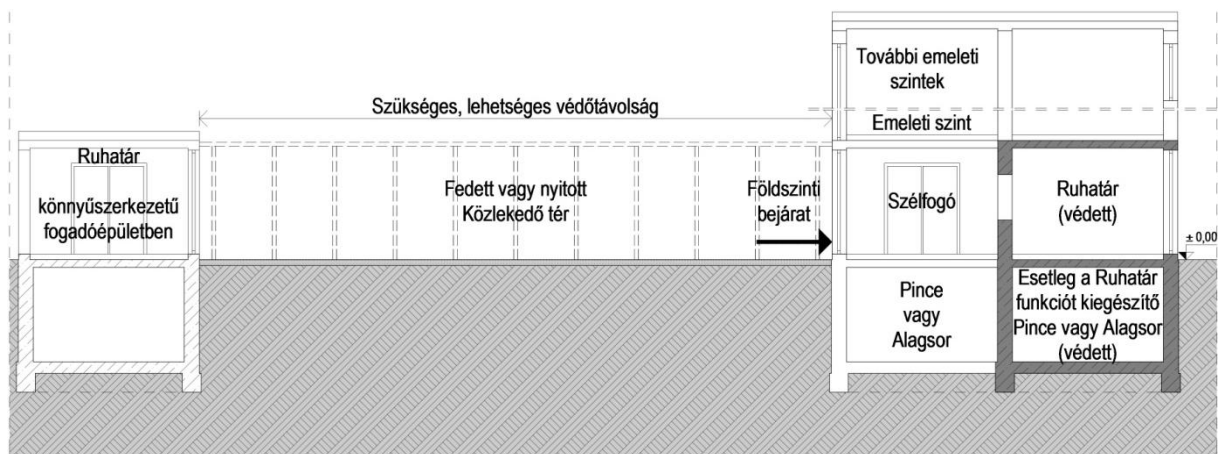 További emeleti
szintek
Szükséges, lehetséges védőtávolság
Emeleti szint
Ruhatár
könnyűszerkezetű
fogadóépületben
Fedett vagy nyitott
Közlekedő tér
Földszinti
bejárat
Szélfogó
Ruhatár
(védett)
± 0,00
Pince
vagy
Alagsor
Esetleg a Ruhatár
funkciót kiegészítő
Pince vagy Alagsor
(védett)